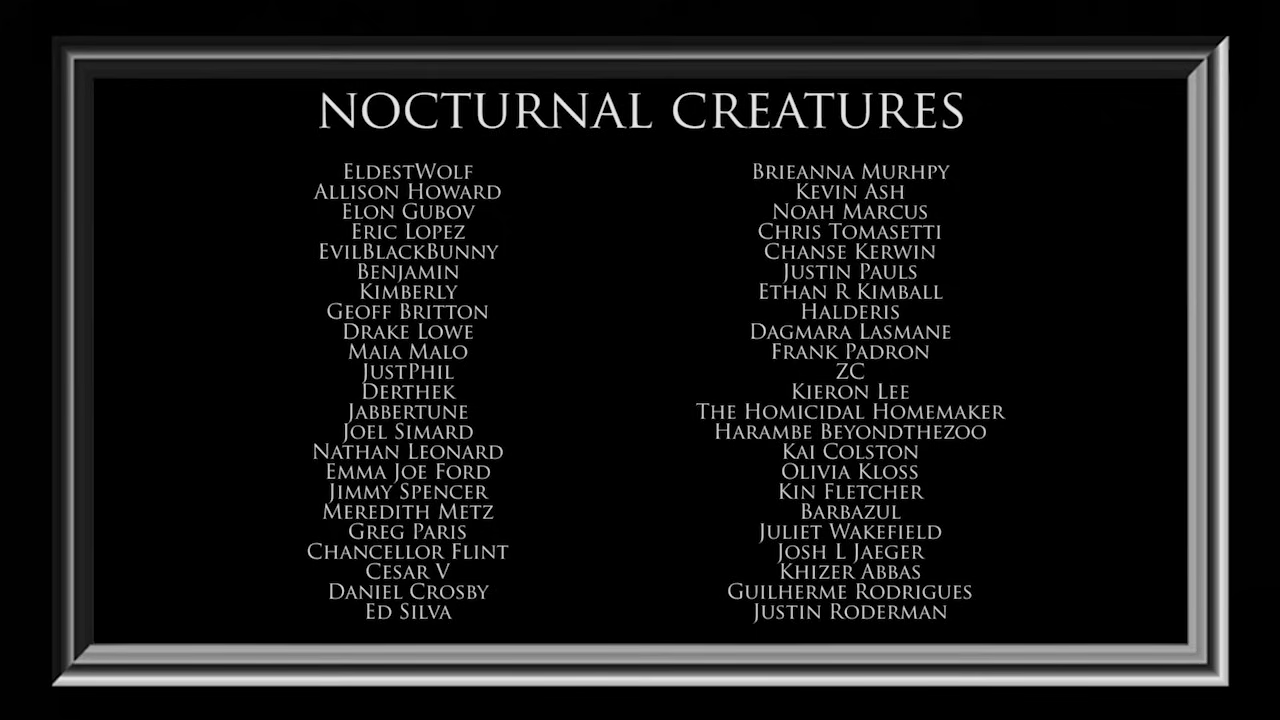 NOCTURNAL CREATURES
ELDESTWOLF
ALLISON HOWARD
ELON GUBOV
ERIC LOPEZ
EVILBLACKBUNNY
BENJAMIN
KIMBERLY
GEOFF BRITTON
DRAKE LOWE
MAIA MALO
JUSTPHIL
DERTHEK
JABBERTUNE
JOEL SIMARD
NATHAN LEONARD
EMMA JOE FORD
JIMMY SPENCER
MEREDITH METZ
GREG PARIS
CHANCELLOR FLINT
CESAR V
DANIEL CROSBY
ED SILVA
BRIEANNA MURHPY
KEVIN ASH
NOAH MARCUS
CHRIS TOMASETTI
CHANSE KERWIN
JUSTIN PAULS
ETHAN R KIMBALL
HALDERIS
DAGMARA LASMANE
FRANK PADRON
ZC
KIERON LEE
THE HOMICIDAL HOMEMAKER
HARAMBE BEYONDTHEZOO
KAI COLSTON
OLIVIA KLOSS
KIN FLETCHER
BARBAZUL
JULIET WAKEFIELD
JOSH L JAEGER
KHIZER ABBAS
GUILHERME RODRIGUES
JUSTIN RODERMAN